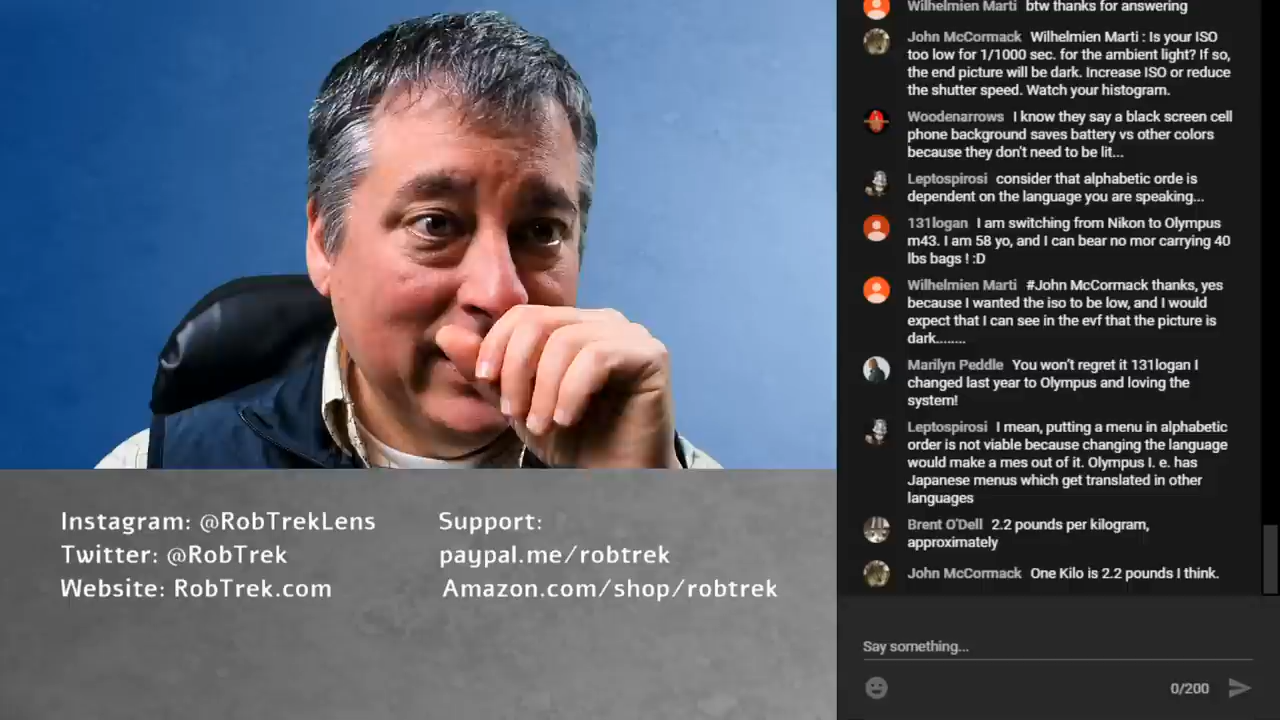 Instagram: @RobTrekLens
Twitter: @RobTrek
Website: RobTrek.com
Support:
paypal.me/robtrek
Amazon.com/shop/robtrek
Wilhelmien Marti btw thanks for answering
John McCormack Wilhelmien Marti : Is your ISO
too low for 1/1000 sec. for the ambient light? If so,
the end picture will be dark. Increase ISO or reduce
the shutter speed. Watch your histogram.
Woodenarrows I know they say a black screen cell
phone background saves battery vs other colors
because they don't need to be lit...
Leptospirosi consider that alphabetic orde is
dependent on the language you are speaking...
131logan I am switching from Nikon to Olympus
m43. I am 58 yo, and I can bear no mor carrying 40
lbs bags ! :D
Wilhelmien Marti #John McCormack thanks, yes
because I wanted the iso to be low, and I would
expect that I can see in the evf that the picture is
dark........
Marilyn Peddle You won't regret it 131logan I
changed last year to Olympus and loving the
system!
Leptospirosi I mean, putting a menu in alphabetic
order is not viable because changing the language
would make a mes out of it. Olympus I. e. has
Japanese menus which get translated in other
languages
Brent O'Dell 2.2 pounds per kilogram,
approximately
John McCormack One Kilo is 2.2 pounds I think.
Say something...
0/200